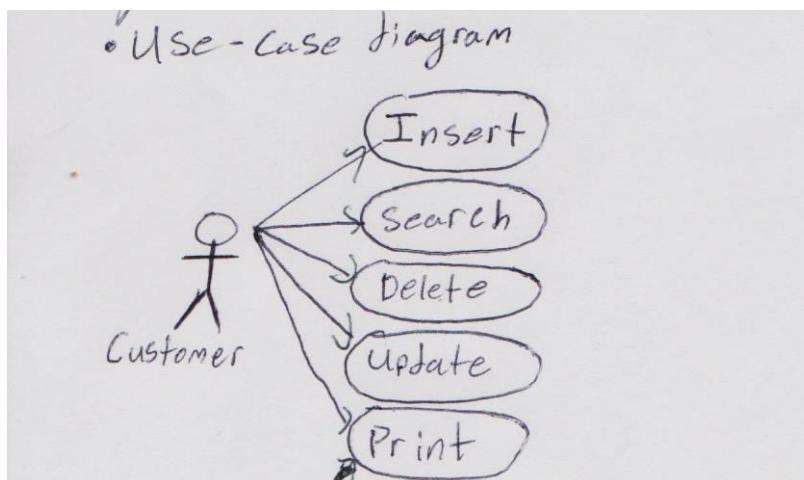 • Use-Case diagram
Insert
Search
Delete
Customer
Update
Print